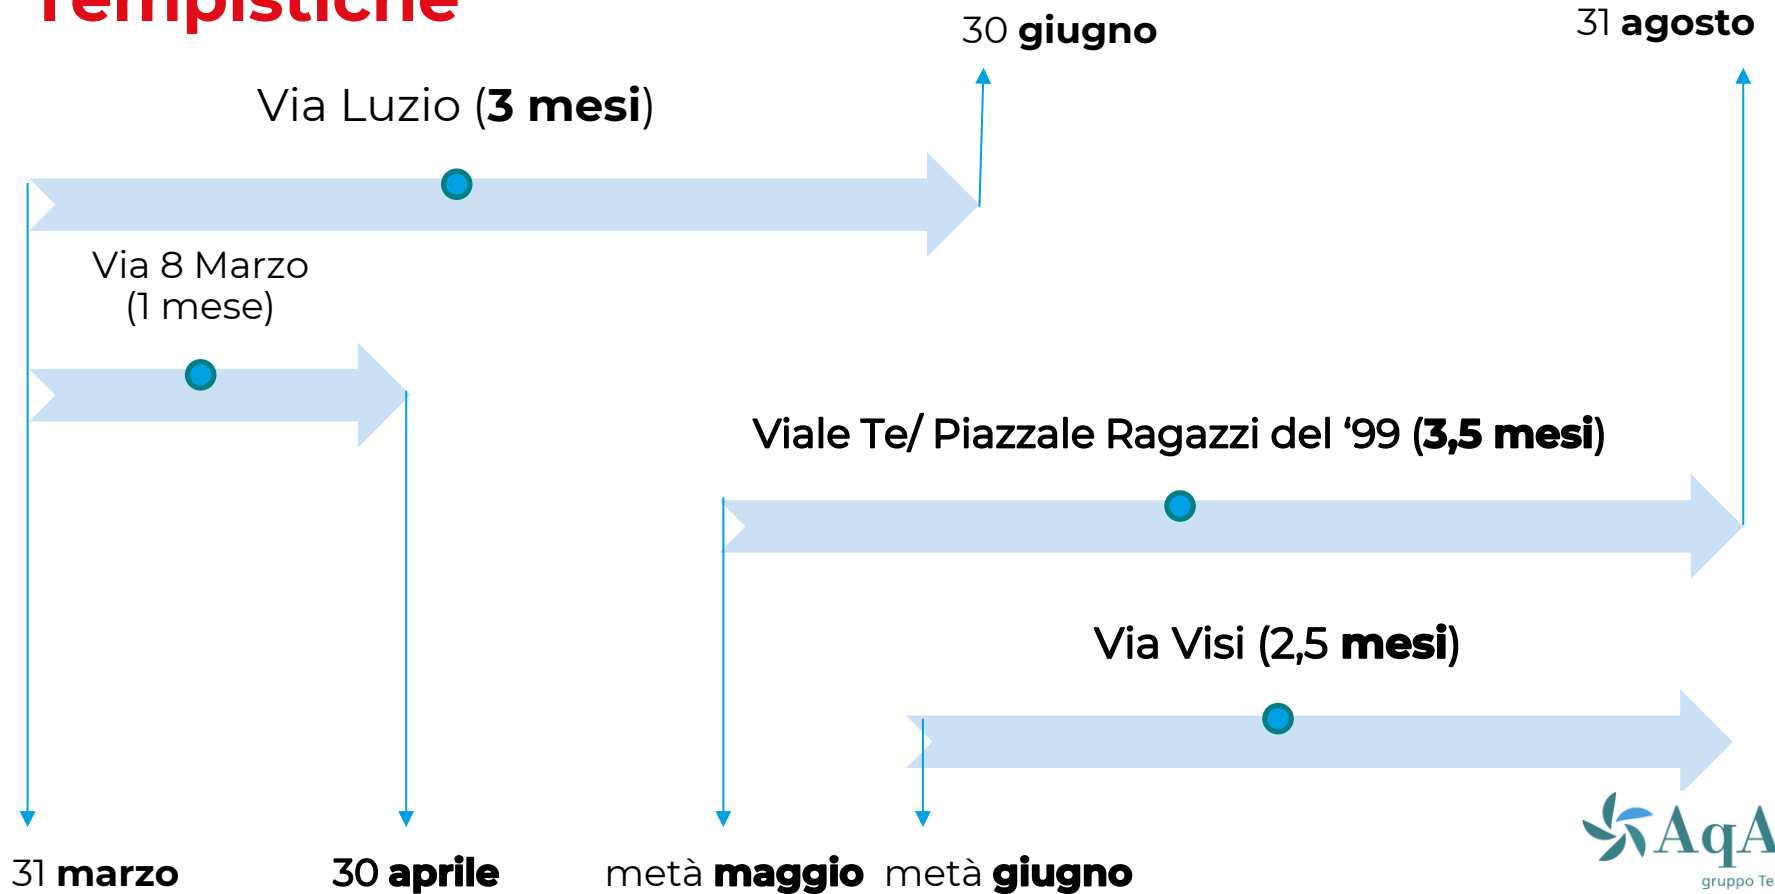 Tempistiche
30 giugno
31 agosto
Via Luzio (3 mesi)
Via 8 Marzo
(1 mese)
Viale Te/ Piazzale Ragazzi del ‘99 (3,5 mesi)
Via Visi (2,5 mesi)
31 marzo
30 aprile
metà maggio
metà giugno
AqA
gruppo Tea